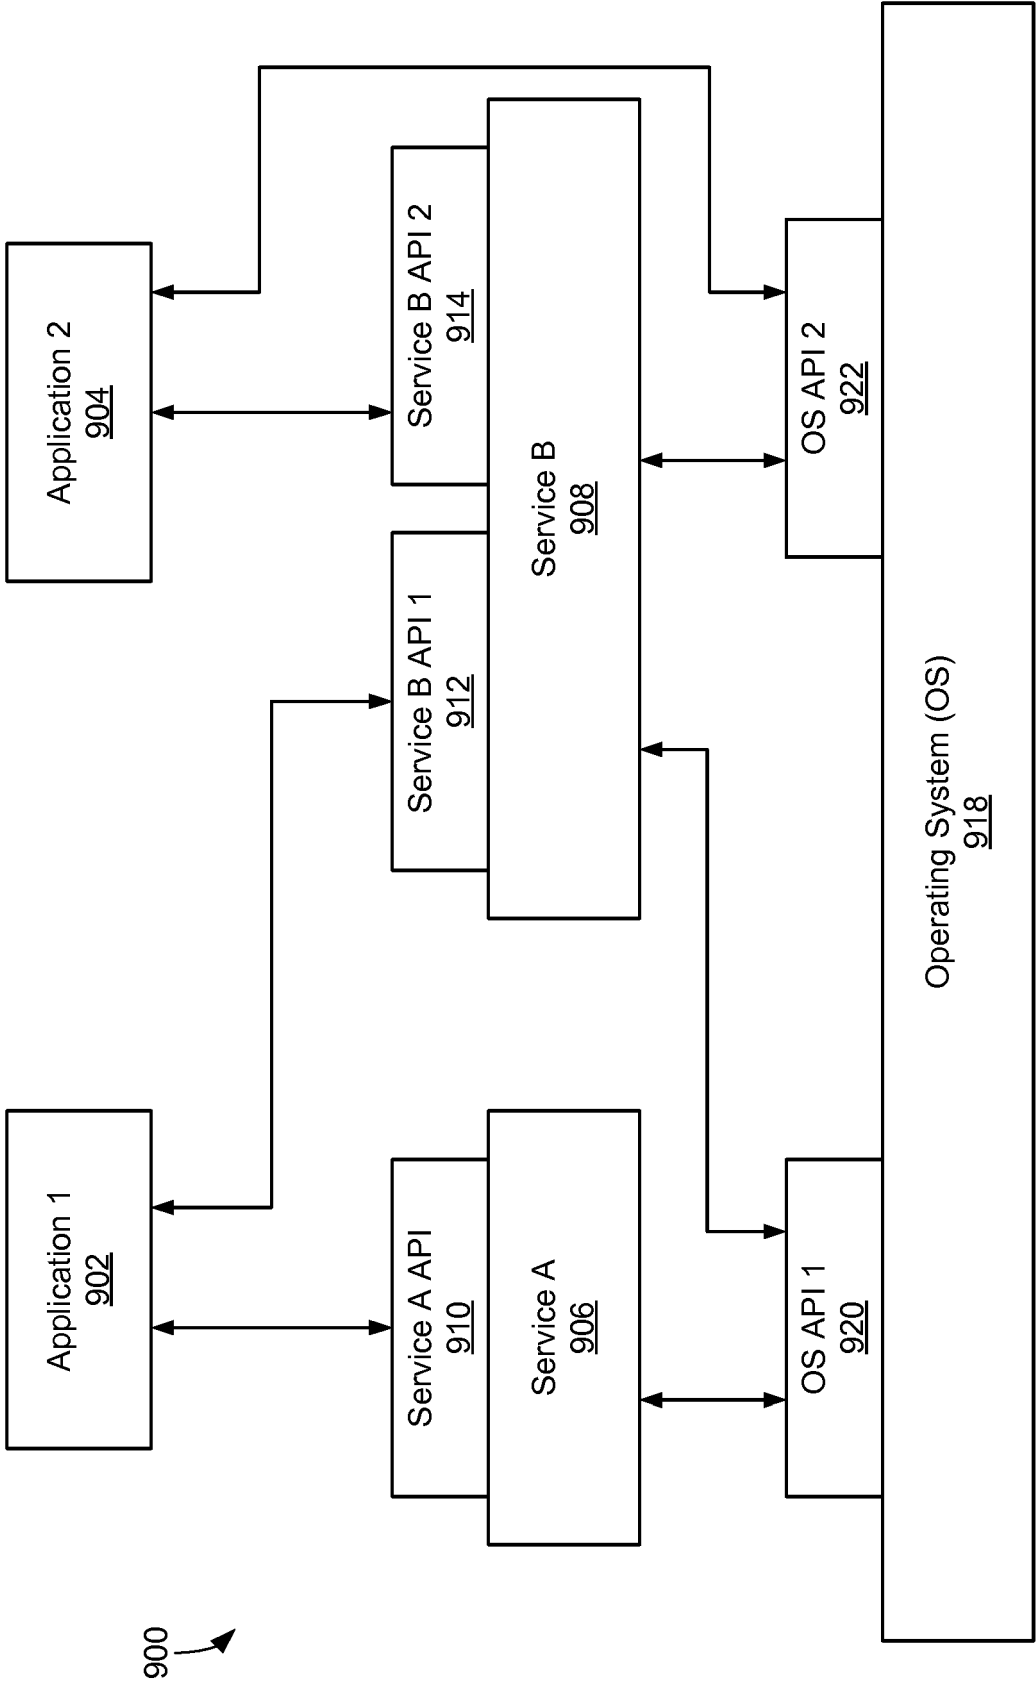 900
Application 1
902
Application 2
904
Service A API
910
Service B API 1
912
Service B API 2
914
Service A
906
Service B
908
OS API 1
920
OS API 2
922
Operating System (OS)
918